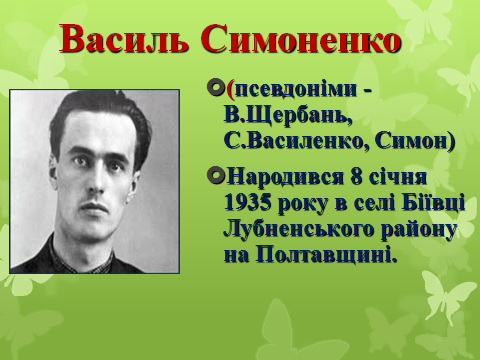 Василь Симоненко
(псевдоніми -
В.Щербань,
С.Василенко, Симон)
Народився 8 січня
1935 року в селі Біївці
Лубненського району
на Полтавщині.